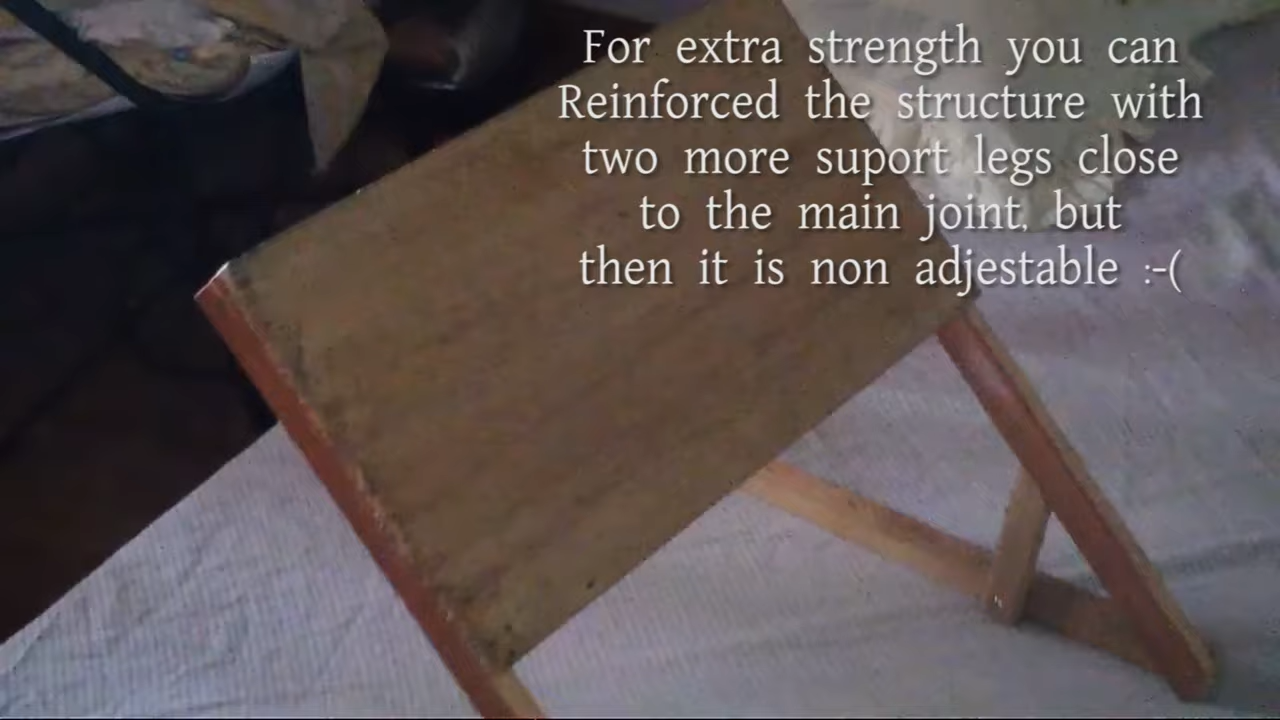 For extra strength you can
Reinforced the structure with
two more suport legs close
to the main joint, but
then it is non adjestable :-(